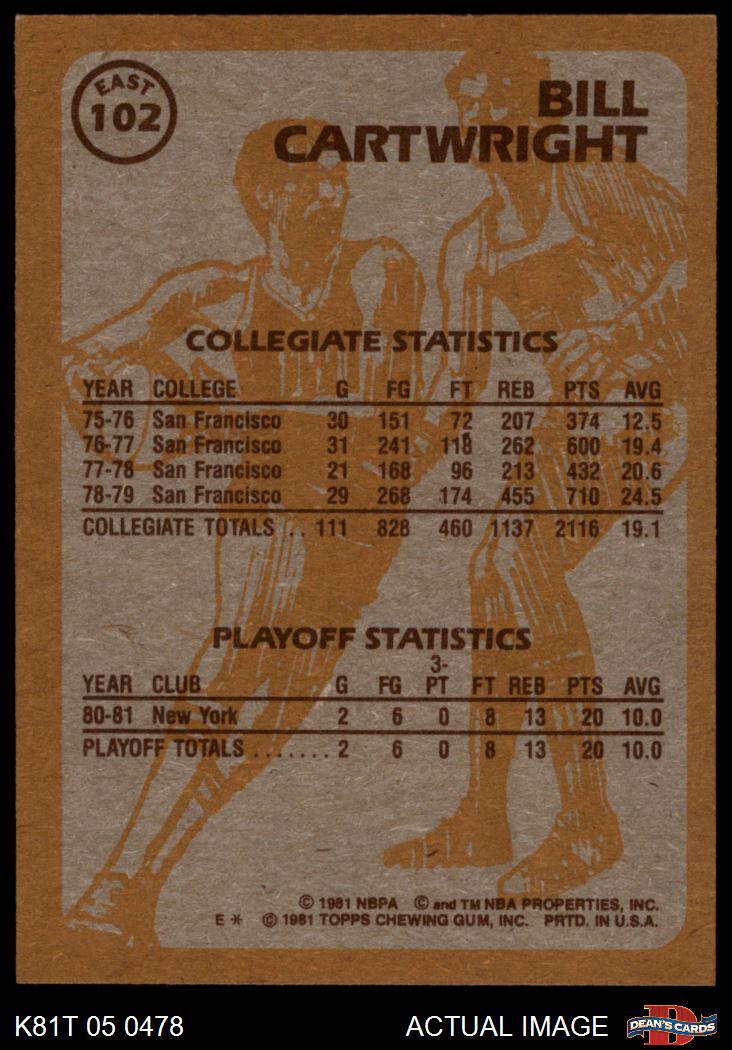 EAST
102
BILL
CARTWRIGHT
COLLEGIATE STATISTICS
YEAR COLLEGE G FG FT REB PTS AVG
75-76 San Francisco 30 151 72 207 374 12.5
76-77 San Francisco 31 241 118 262 600 19.4
77-78 San Francisco 21 168 96 213 432 20.6
78-79 San Francisco 29 268 174 455 710 24.5
COLLEGIATE TOTALS .. 111 828 460 1137 2116 19.1
PLAYOFF STATISTICS
YEAR CLUB G FG 3-PT FT REB PTS AVG
80-81 New York 2 6 0 8 13 20 10.0
PLAYOFF TOTALS ....... 2 6 0 8 13 20 10.0
© 1981 NBPA © and TM NBA PROPERTIES, INC.
E * © 1981 TOPPS CHEWING GUM, INC. PRTD. IN U.S.A.
K81T 05 0478 ACTUAL IMAGE D DEAN'S CARDS